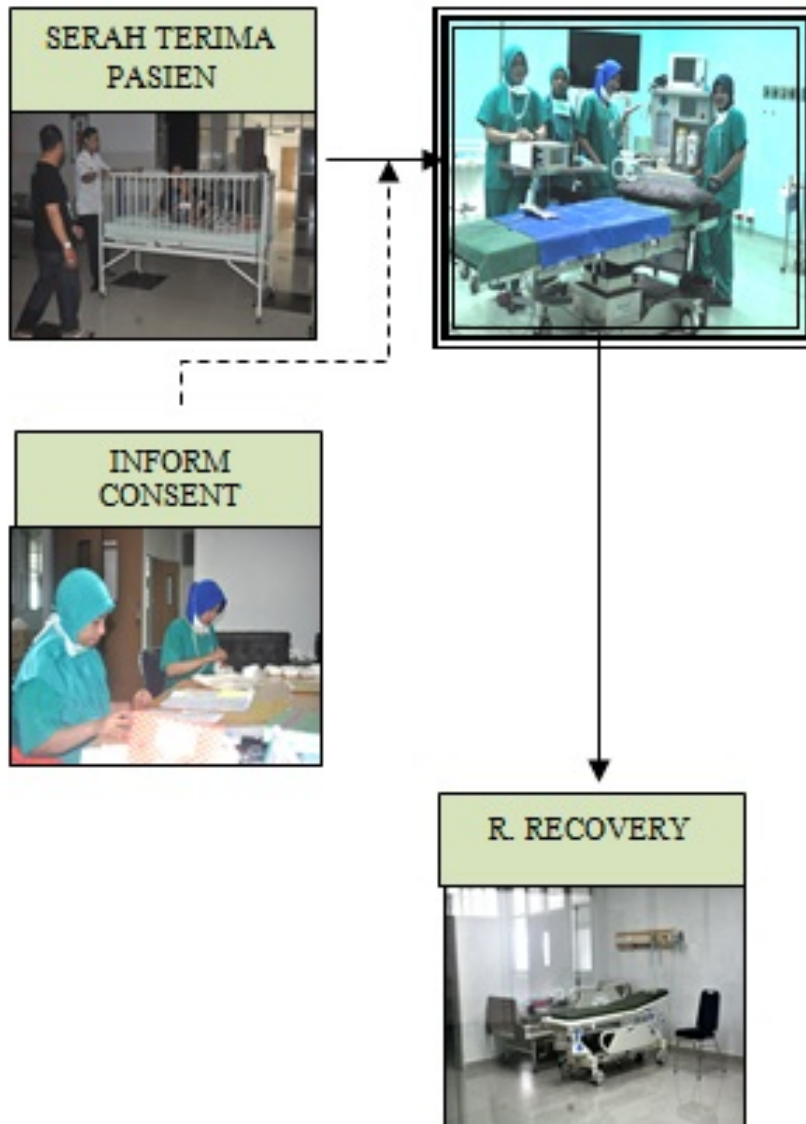 SERAH TERIMA
PASIEN
INFORM
CONSENT
R. RECOVERY